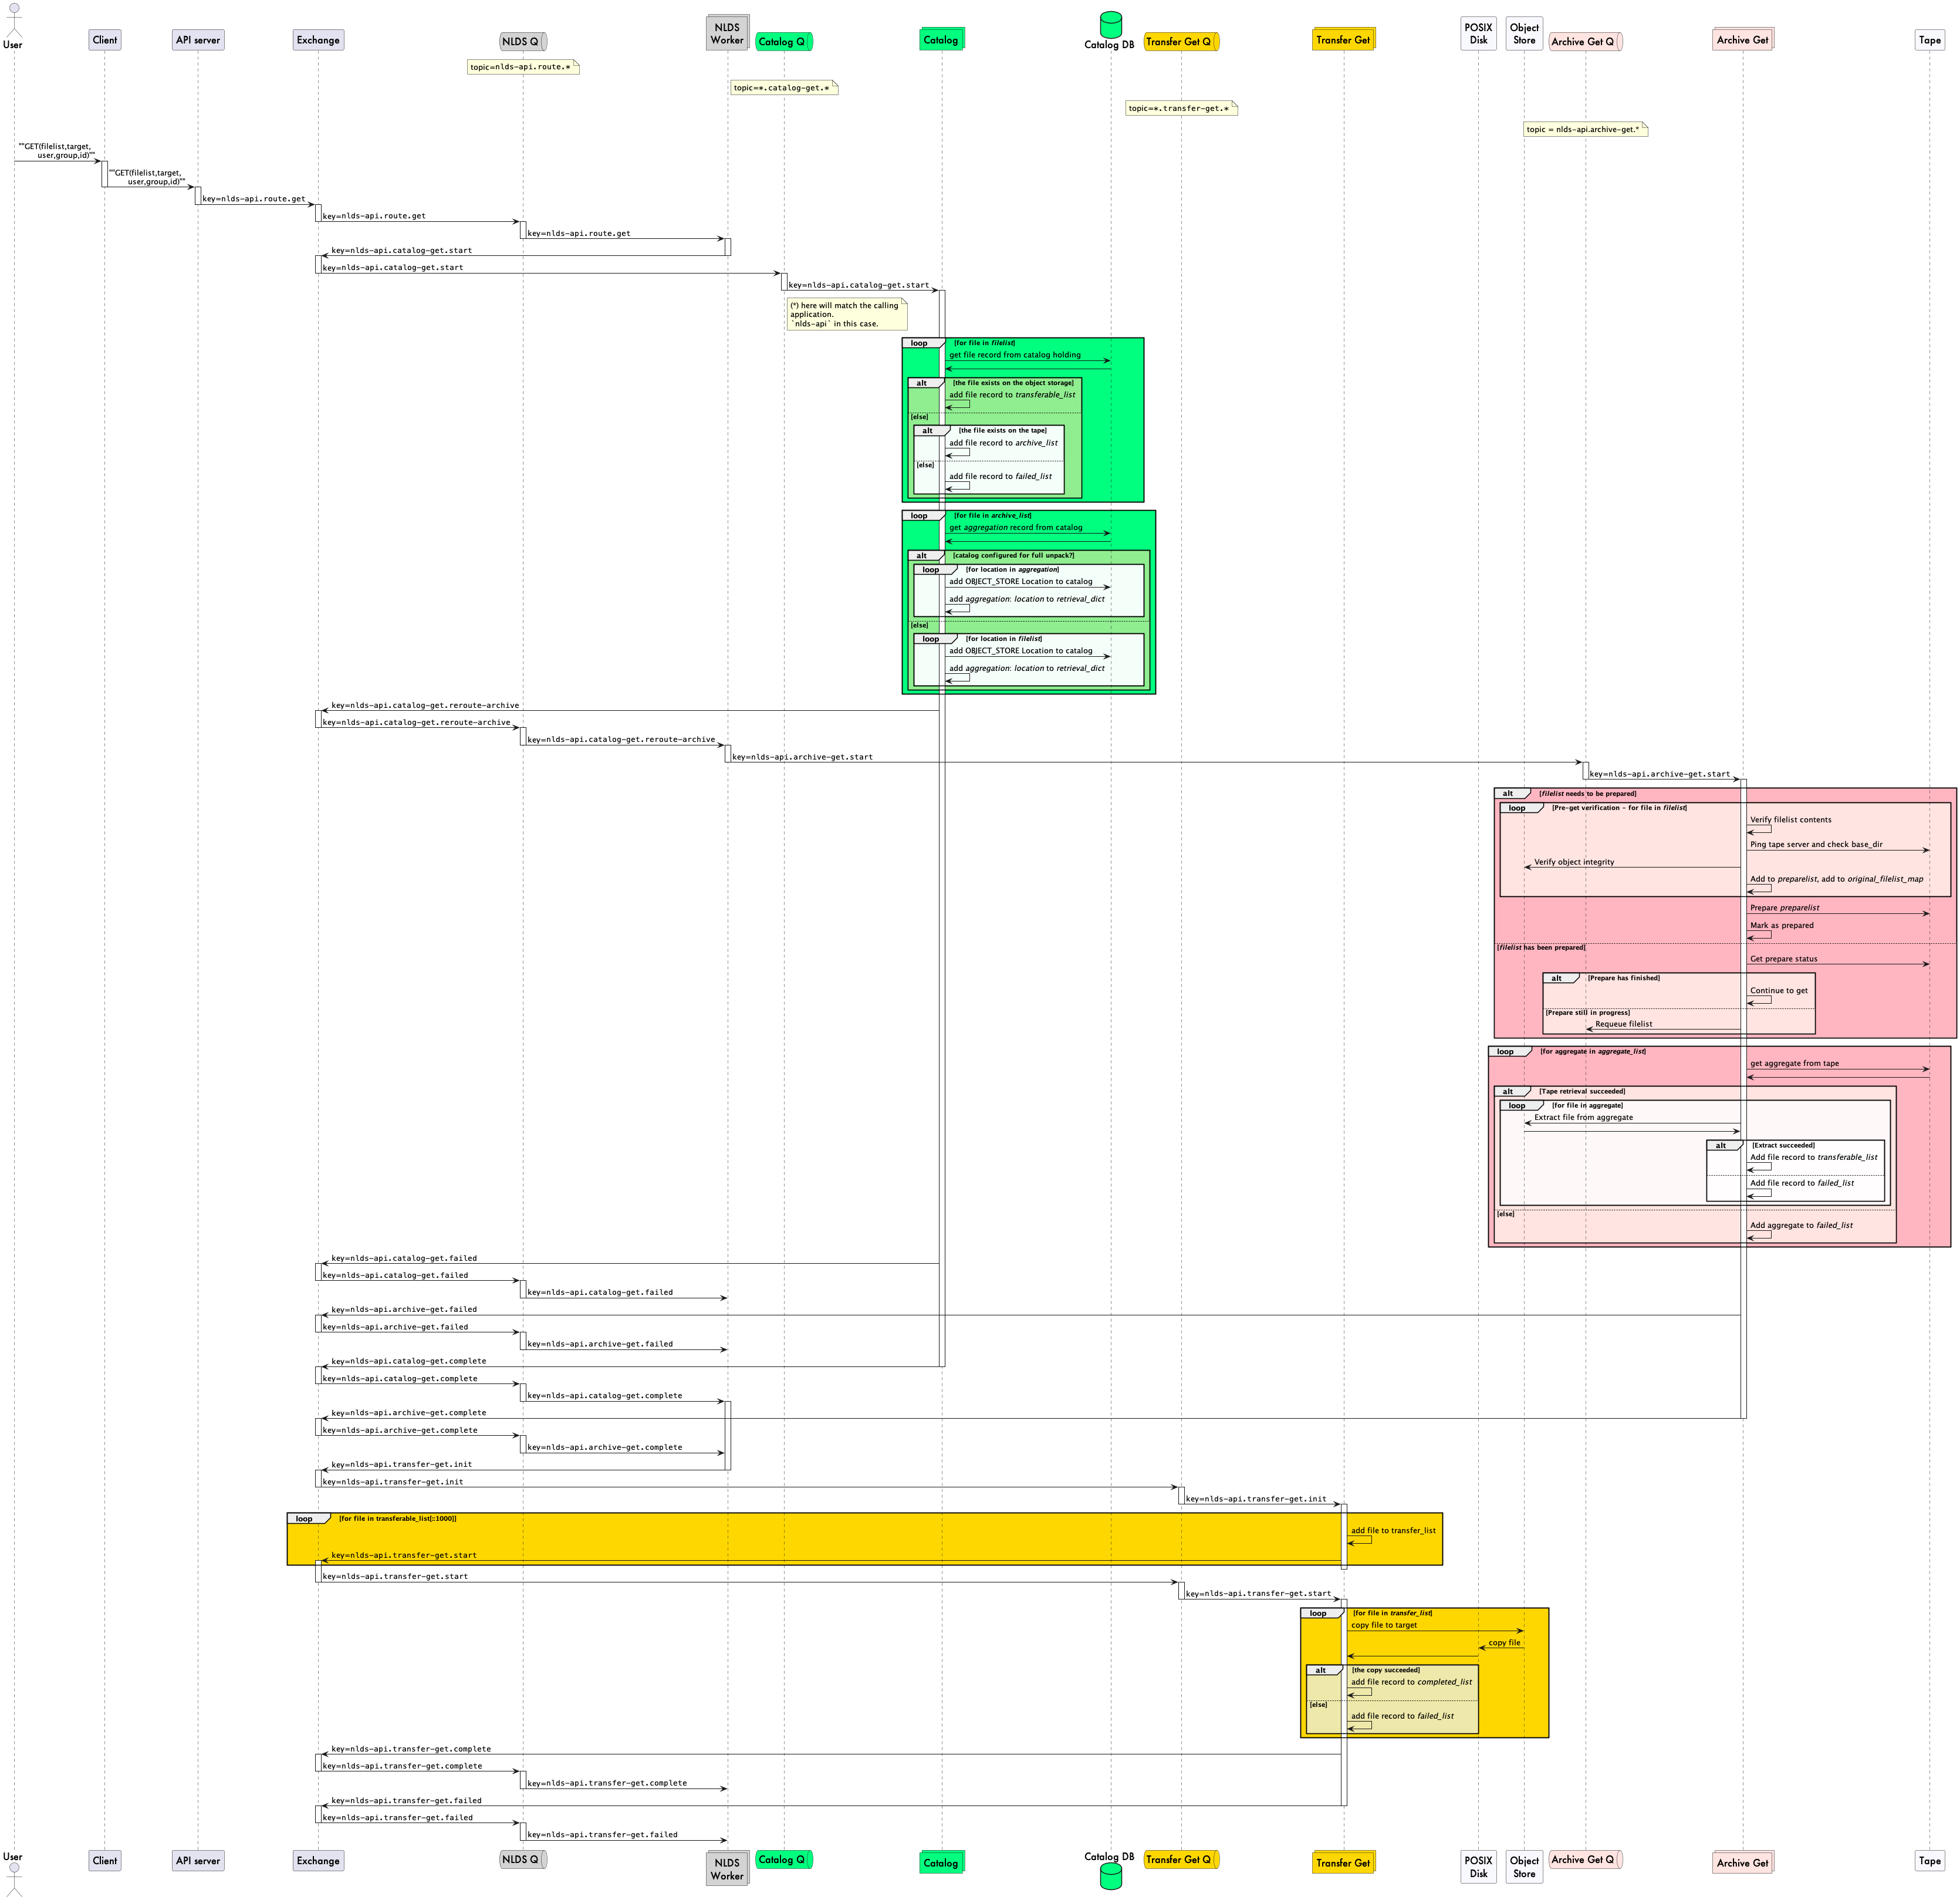 User
Client
API server
Exchange
NLDS Q
NLDS
Worker
Catalog Q
Catalog
Catalog DB
Transfer Get Q
Transfer Get
POSIX
Disk
Object
Store
Archive Get Q
Archive Get
Tape
topic=nlds-api.route.*
topic=*.catalog-get.*
topic=*.transfer-get.*
topic = nlds-api.archive-get.*
""GET(filelist,target,
user,group,id)""
""GET(filelist,target,
user,group,id)""
key=nlds-api.route.get
key=nlds-api.route.get
key=nlds-api.route.get
key=nlds-api.catalog-get.start
key=nlds-api.catalog-get.start
key=nlds-api.catalog-get.start
(*) here will match the calling
application.
`nlds-api` in this case.
loop [for file in filelist]
get file record from catalog holding
alt [the file exists on the object storage]
add file record to transferable_list
[else]
alt [the file exists on the tape]
add file record to archive_list
[else]
add file record to failed_list
loop [for file in archive_list]
get aggregation record from catalog
alt [catalog configured for full unpack?]
loop [for location in aggregation]
add OBJECT_STORE Location to catalog
add aggregation: location to retrieval_dict
[else]
loop [for location in filelist]
add OBJECT_STORE Location to catalog
add aggregation: location to retrieval_dict
key=nlds-api.catalog-get.reroute-archive
key=nlds-api.catalog-get.reroute-archive
key=nlds-api.catalog-get.reroute-archive
key=nlds-api.archive-get.start
key=nlds-api.archive-get.start
alt [filelist needs to be prepared]
loop [Pre-get verification - for file in filelist]
Verify filelist contents
Ping tape server and check base_dir
Verify object integrity
Add to preparelist, add to original_filelist_map
Prepare preparelist
Mark as prepared
[filelist has been prepared]
Get prepare status
alt [Prepare has finished]
Continue to get
[Prepare still in progress]
Requeue filelist
loop [for aggregate in aggregate_list]
get aggregate from tape
alt [Tape retrieval succeeded]
loop [for file in aggregate]
Extract file from aggregate
alt [Extract succeeded]
Add file record to transferable_list
Add file record to failed_list
[else]
Add aggregate to failed_list
key=nlds-api.catalog-get.failed
key=nlds-api.catalog-get.failed
key=nlds-api.catalog-get.failed
key=nlds-api.archive-get.failed
key=nlds-api.archive-get.failed
key=nlds-api.archive-get.failed
key=nlds-api.catalog-get.complete
key=nlds-api.catalog-get.complete
key=nlds-api.catalog-get.complete
key=nlds-api.archive-get.complete
key=nlds-api.archive-get.complete
key=nlds-api.archive-get.complete
key=nlds-api.transfer-get.init
key=nlds-api.transfer-get.init
key=nlds-api.transfer-get.init
loop [for file in transferable_list[::1000]]
add file to transfer_list
key=nlds-api.transfer-get.start
key=nlds-api.transfer-get.start
key=nlds-api.transfer-get.start
loop [for file in transfer_list]
copy file to target
copy file
alt [the copy succeeded]
add file record to completed_list
[else]
add file record to failed_list
key=nlds-api.transfer-get.complete
key=nlds-api.transfer-get.complete
key=nlds-api.transfer-get.complete
key=nlds-api.transfer-get.failed
key=nlds-api.transfer-get.failed
key=nlds-api.transfer-get.failed
User
Client
API server
Exchange
NLDS Q
NLDS
Worker
Catalog Q
Catalog
Catalog DB
Transfer Get Q
Transfer Get
POSIX
Disk
Object
Store
Archive Get Q
Archive Get
Tape